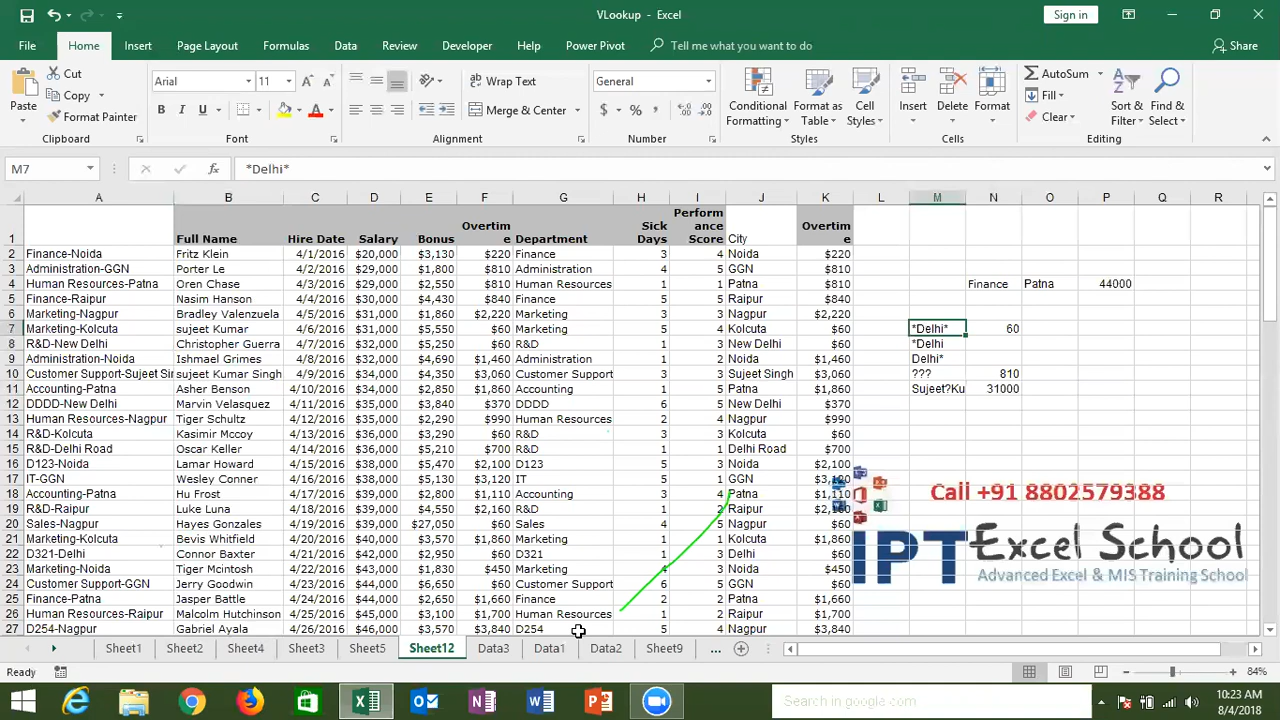 VLookup - Excel
Sign in
File Home Insert Page Layout Formulas Data Review Developer Help Power Pivot Tell me what you want to do Share
Paste
Cut
Copy
Format Painter
Clipboard
Arial 11
B I U
Font
Wrap Text
Merge & Center
Alignment
General
$ % ,
Number
Conditional Formatting
Format as Table
Cell Styles
Styles
Insert Delete Format
Cells
AutoSum
Fill
Clear
Sort & Filter
Find & Select
Editing
M7 fx *Delhi*
A B C D E F G H I J K L M N O P Q R
1 Full Name Hire Date Salary Bonus Overtime Department Sick Days Performance Score City Overtime
2 Finance-Noida Fritz Klein 4/1/2016 $20,000 $3,130 $220 Finance 3 4 Noida $220
3 Administration-GGN Porter Le 4/2/2016 $29,000 $1,800 $810 Administration 4 5 GGN $810
4 Human Resources-Patna Oren Chase 4/3/2016 $29,000 $2,550 $810 Human Resources 1 1 Patna $810 Finance Patna 44000
5 Finance-Raipur Nasim Hanson 4/4/2016 $30,000 $4,430 $840 Finance 5 5 Raipur $840
6 Marketing-Nagpur Bradley Valenzuela 4/5/2016 $31,000 $1,860 $2,220 Marketing 3 3 Nagpur $2,220
7 Marketing-Kolcuta sujeet Kumar 4/6/2016 $31,000 $5,550 $60 Marketing 5 4 Kolcuta $60 *Delhi* 60
8 R&D-New Delhi Christopher Guerra 4/7/2016 $32,000 $5,250 $60 R&D 1 3 New Delhi $60 *Delhi
9 Administration-Noida Ishmael Grimes 4/8/2016 $33,000 $4,690 $1,460 Administration 1 2 Noida $1,460 Delhi*
10 Customer Support-Sujeet Sin sujeet Kumar Singh 4/9/2016 $34,000 $4,350 $3,060 Customer Support 3 3 Sujeet Singh $3,060 ??? 810
11 Accounting-Patna Asher Benson 4/10/2016 $34,000 $2,850 $1,860 Accounting 1 5 Patna $1,860 Sujeet?Ku 31000
12 DDDD-New Delhi Marvin Velasquez 4/11/2016 $35,000 $3,840 $370 DDDD 6 5 New Delhi $370
13 Human Resources-Nagpur Tiger Schultz 4/12/2016 $35,000 $3,920 $990 Human Resources 2 4 Nagpur $990
14 R&D-Kolcuta Kasimir Mccoy 4/13/2016 $36,000 $3,290 $60 R&D 3 3 Kolcuta $60
15 R&D-Delhi Road Oscar Keller 4/14/2016 $36,000 $5,210 $700 R&D 1 1 Delhi Road $700
16 D123-Noida Lamar Howard 4/15/2016 $38,000 $5,470 $2,100 D123 5 3 Noida $2,100
17 IT-GGN Wesley Conner 4/16/2016 $38,000 $1,130 $3,120 IT 5 1 GGN $3,120
18 Accounting-Patna Hu Frost 4/17/2016 $39,000 $2,800 $1,110 Accounting 3 4 Patna $1,110
19 R&D-Raipur Luke Luna 4/18/2016 $39,000 $4,550 $2,160 R&D 1 2 Raipur
20 Sales-Nagpur Hayes Gonzales 4/19/2016 $39,000 $27,050 $60 Sales 4 5 Nagpur $60
21 Marketing-Kolcuta Bevis Whitfield 4/20/2016 $40,000 $3,570 $1,860 Marketing 1 1 Kolcuta $1,860
22 D321-Delhi Connor Baxter 4/21/2016 $42,000 $2,950 $60 D321 1 3 Delhi $60
23 Marketing-Noida Tiger Mcintosh 4/22/2016 $43,000 $1,830 $450 Marketing 4 3 Noida $450
24 Customer Support-GGN Jerry Goodwin 4/23/2016 $44,000 $6,650 $60 Customer Support 6 5 GGN $60
25 Finance-Patna Jasper Battle 4/24/2016 $44,000 $2,650 $1,660 Finance 2 2 Patna $1,660
26 Human Resources-Raipur Malcolm Hutchinson 4/25/2016 $45,000 $3,100 $1,700 Human Resources 1 2 Raipur $1,700
27 D254-Nagpur Gabriel Ayala 4/26/2016 $46,000 $3,570 $3,840 D254 5 4 Nagpur $3,840
Call +91 8802579388
IPT Excel School
Advanced Excel & MIS Training School
Sheet1 Sheet2 Sheet4 Sheet3 Sheet5 Sheet12 Data3 Data1 Data2 Sheet9 ...
Ready 84%
Search in google.com
10:23 AM
8/4/2018